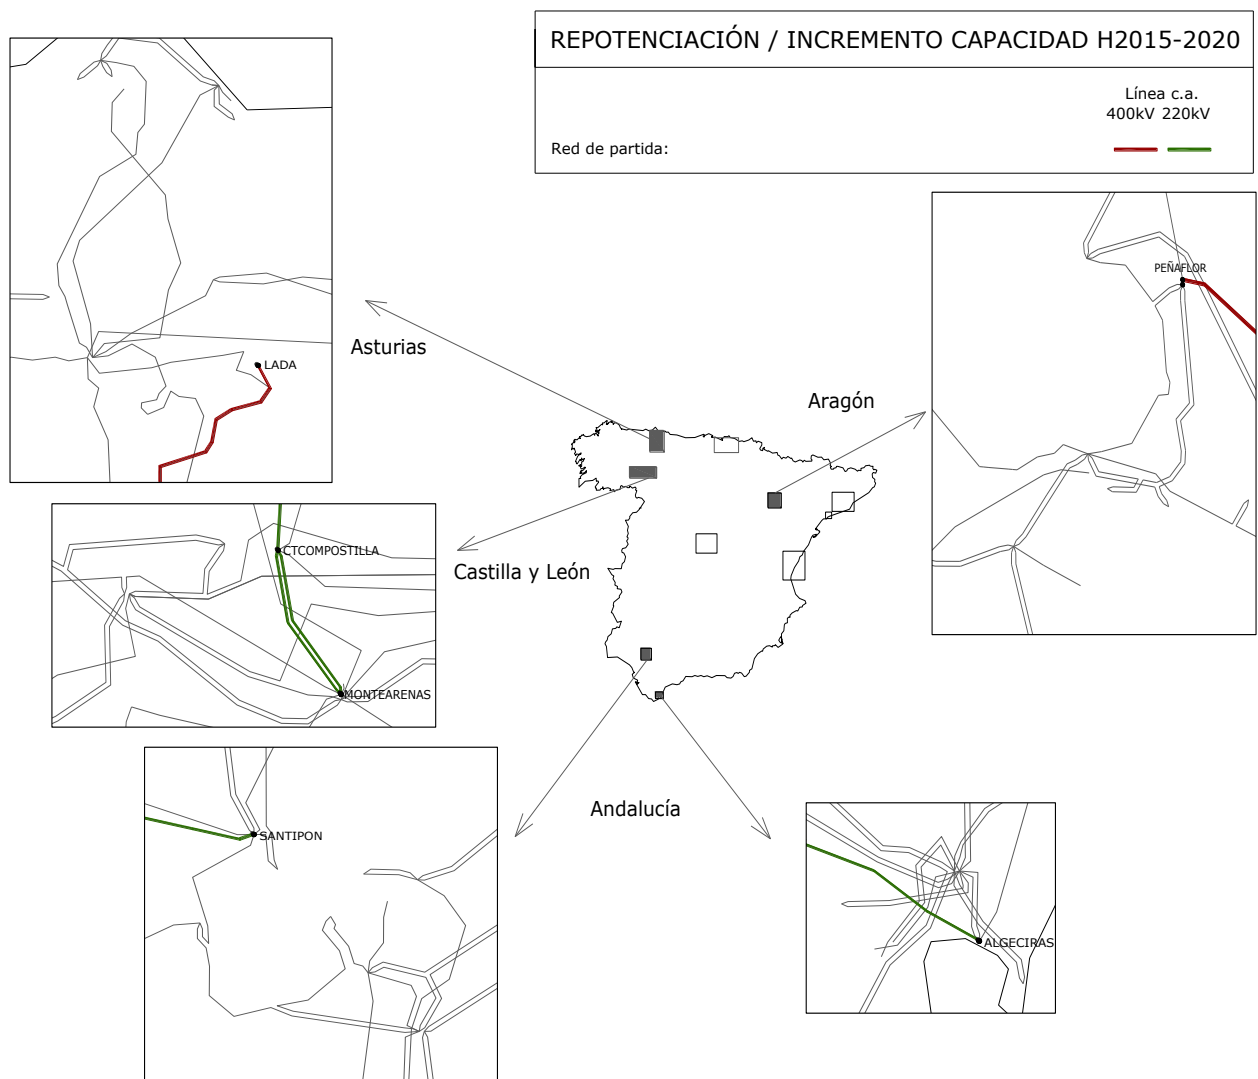 REPOTENCIACIÓN / INCREMENTO CAPACIDAD H2015-2020
Línea c.a.
400kV 220kV
Red de partida:
PEÑAFLOR
Asturias
LADA
Aragón
CTCOMPOSTILLA
Castilla y León
MONTEARENAS
Andalucía
SANTIPON
ALGECIRAS